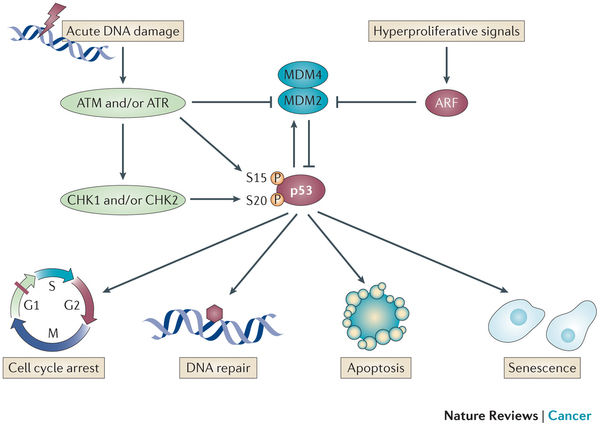 Acute DNA damage
Hyperproliferative signals
MDM4
ATM and/or ATR
MDM2
ARF
S15 P
p53
CHK1 and/or CHK2
S20 P
S
G1 G2
M
Cell cycle arrest
DNA repair
Apoptosis
Senescence
Nature Reviews | Cancer